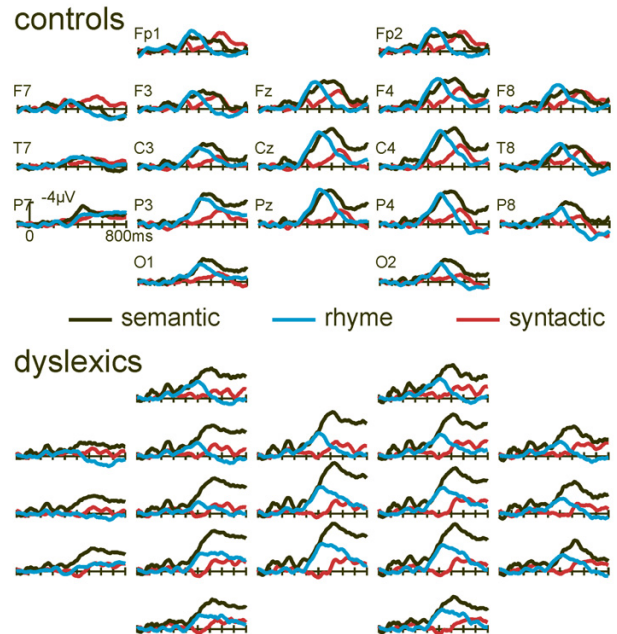 controls
Fp1 Fp2
F7 F3 Fz F4 F8
T7 C3 Cz C4 T8
P7 -4µV P3 Pz P4 P8
0 800ms
O1 O2
semantic rhyme syntactic
dyslexics